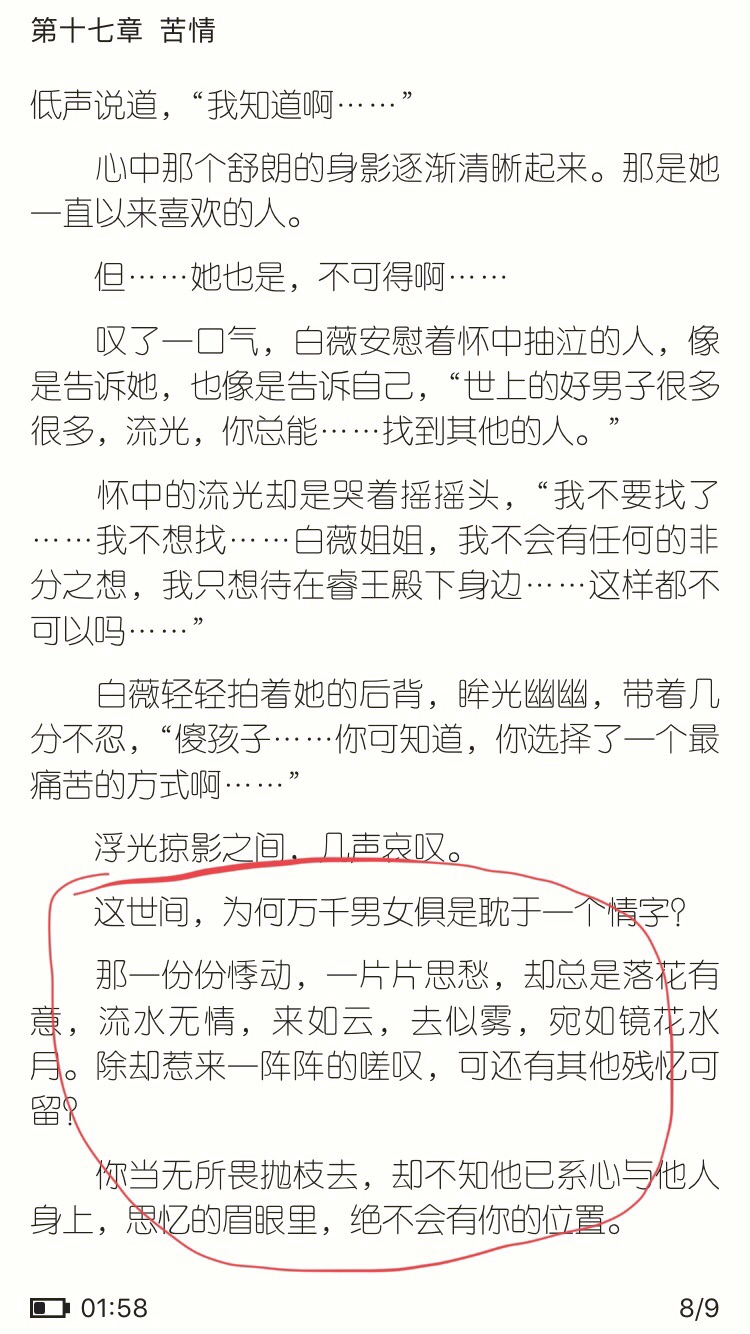 第十七章 苦情
低声说道，“我知道啊……”
心中那个舒朗的身影逐渐清晰起来。那是她
一直以来喜欢的人。
但……她也是，不可得啊……
叹了一口气，白薇安慰着怀中抽泣的人，像
是告诉她，也像是告诉自己，“世上的好男子很多
很多，流光，你总能……找到其他的人。”
怀中的流光却是哭着摇摇头，“我不要找了
……我不想找……白薇姐姐，我不会有任何的非
分之想，我只想待在睿王殿下身边……这样都不
可以吗……”
白薇轻轻拍着她的后背，眸光幽幽，带着几
分不忍，“傻孩子……你可知道，你选择了一个最
痛苦的方式啊……”
浮光掠影之间，几声哀叹。
这世间，为何万千男女俱是耽于一个情字？
那一份份悸动，一片片思愁，却总是落花有
意，流水无情，来如云，去似雾，宛如镜花水
月。除却惹来一阵阵的嗟叹，可还有其他残忆可
留？
你当无所畏抛枝去，却不知他已系心与他人
身上，思忆的眉眼里，绝不会有你的位置。
01:58
8/9